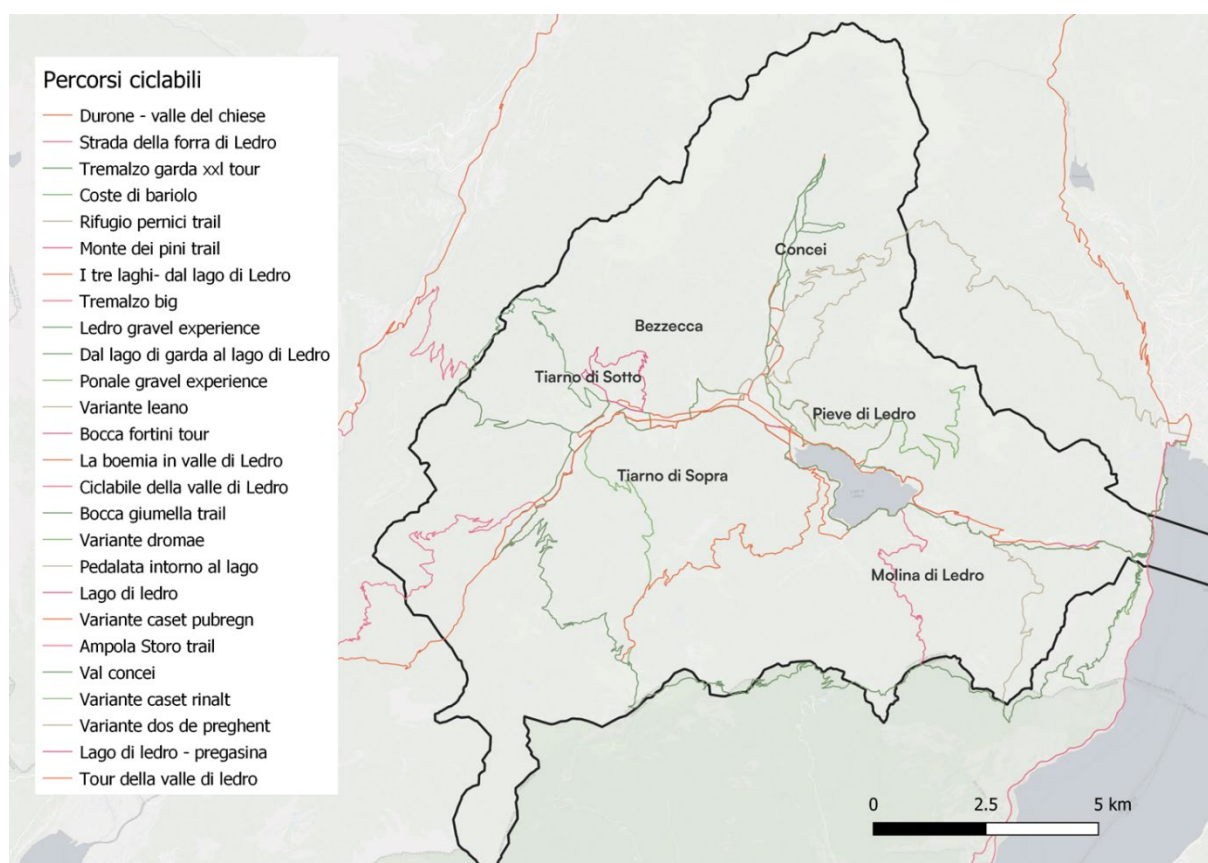 Percorsi ciclabili
Durone - valle del chiese
Strada della forra di Ledro
Tremalzo garda xxl tour
Coste di bariolo
Rifugio pernici trail
Monte dei pini trail
I tre laghi- dal lago di Ledro
Tremalzo big
Ledro gravel experience
Dal lago di garda al lago di Ledro
Ponale gravel experience
Variante leano
Bocca fortini tour
La boemia in valle di Ledro
Ciclabile della valle di Ledro
Bocca giumella trail
Variante dromae
Pedalata intorno al lago
Lago di ledro
Variante caset pubregn
Ampola Storo trail
Val concei
Variante caset rinalt
Variante dos de preghent
Lago di ledro - pregasina
Tour della valle di ledro
Concei
Bezzecca
Tiarno di Sotto
Pieve di Ledro
Tiarno di Sopra
Molina di Ledro
0 2.5 5 km